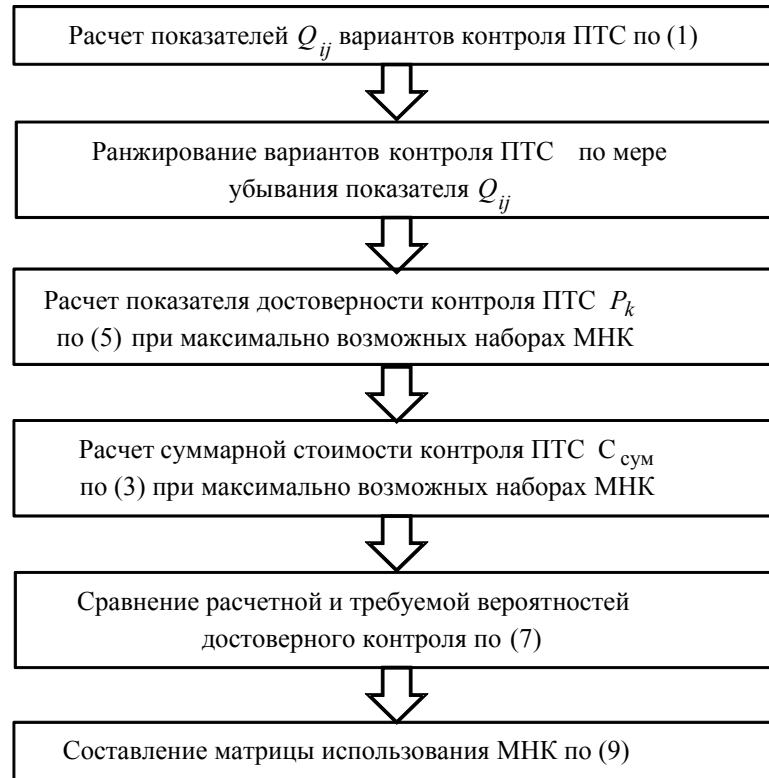 Расчет показателей Q_ij вариантов контроля ПТС по (1)
Ранжирование вариантов контроля ПТС по мере
убывания показателя Q_ij
Расчет показателя достоверности контроля ПТС P_k
по (5) при максимально возможных наборах МНК
Расчет суммарной стоимости контроля ПТС С_сум
по (3) при максимально возможных наборах МНК
Сравнение расчетной и требуемой вероятностей
достоверного контроля по (7)
Составление матрицы использования МНК по (9)